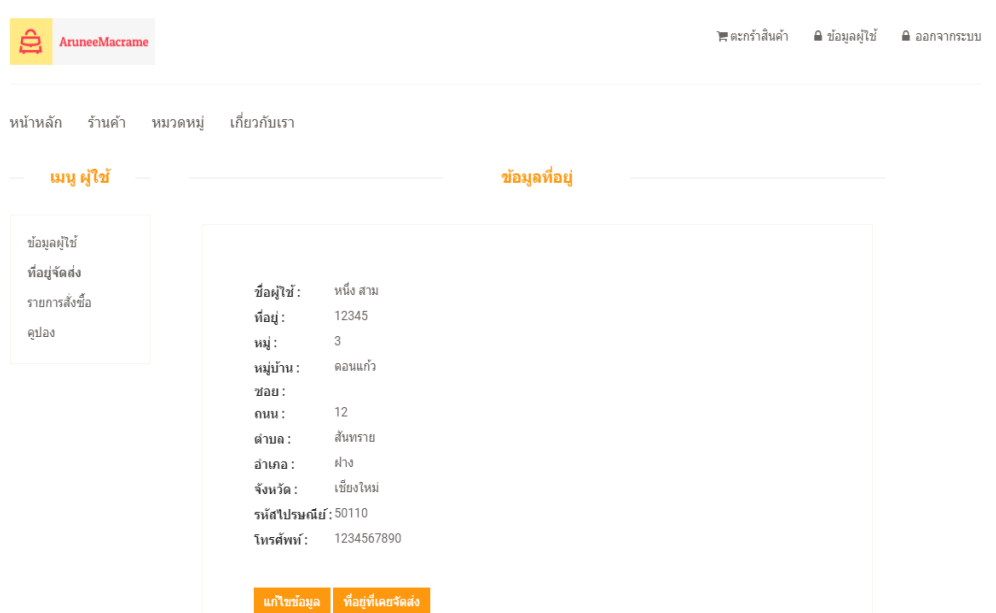 AruneeMacrame
ตะกร้าสินค้า ข้อมูลผู้ใช้ ออกจากระบบ
หน้าหลัก ร้านค้า หมวดหมู่ เกี่ยวกับเรา
เมนู ผู้ใช้
ข้อมูลผู้ใช้
ที่อยู่จัดส่ง
รายการสั่งซื้อ
คูปอง
ข้อมูลที่อยู่
ชื่อผู้ใช้ : หนึ่ง สาม
ที่อยู่ : 12345
หมู่ : 3
หมู่บ้าน : ดอนแก้ว
ซอย :
ถนน : 12
ตำบล : สันทราย
อำเภอ : ฝาง
จังหวัด : เชียงใหม่
รหัสไปรษณีย์ : 50110
โทรศัพท์ : 1234567890
แก้ไขข้อมูล ที่อยู่ที่เคยจัดส่ง